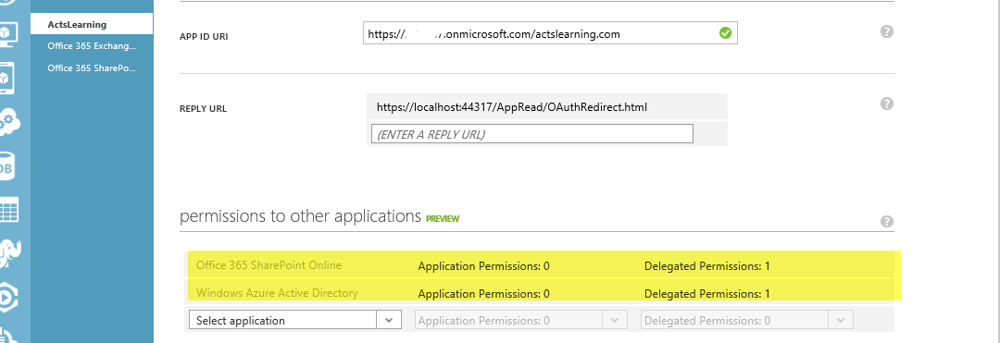 ActsLearning
Office 365 Exchang...
Office 365 SharePo...
DB
APP ID URI
https:// .onmicrosoft.com/actslearning.com
?
REPLY URL
https://localhost:44317/AppRead/OAuthRedirect.html
?
(ENTER A REPLY URL)
permissions to other applications PREVIEW
?
Office 365 SharePoint Online Application Permissions: 0 Delegated Permissions: 1
Windows Azure Active Directory Application Permissions: 0 Delegated Permissions: 1
Select application Application Permissions: 0 Delegated Permissions: 0